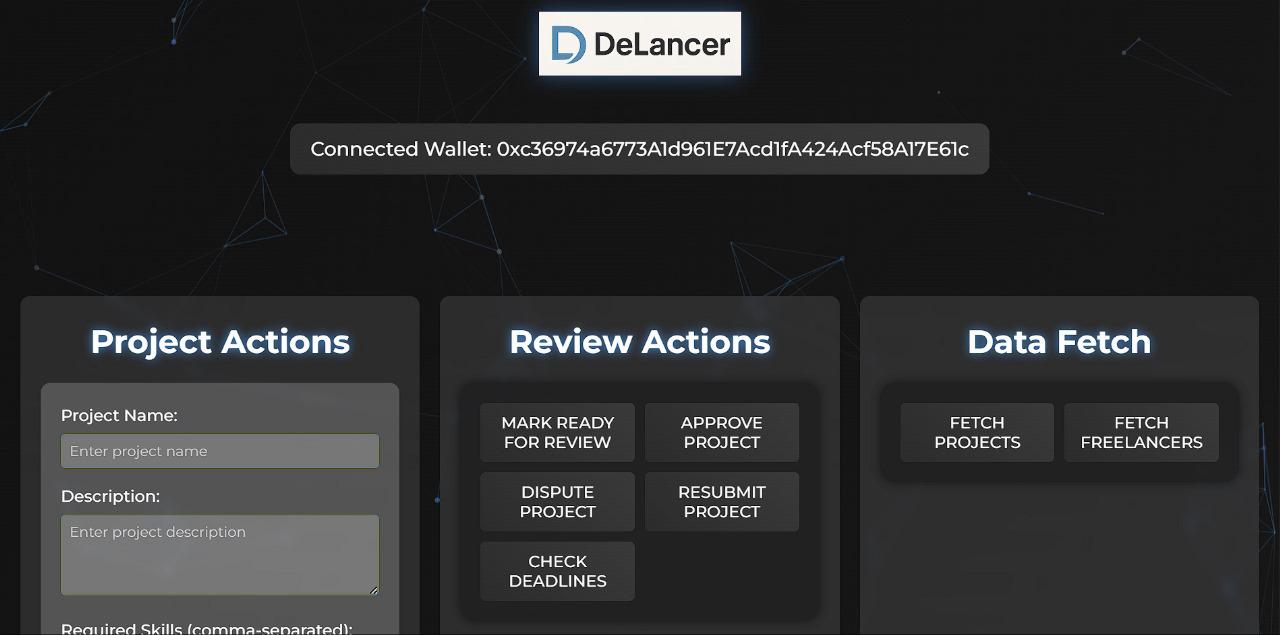 DeLancer
Connected Wallet: 0xc36974a6773A1d961E7Acd1fA424Acf58A17E61c
Project Actions
Project Name:
Enter project name
Description:
Enter project description
Required Skills (comma-separated):
Review Actions
MARK READY
FOR REVIEW
APPROVE
PROJECT
DISPUTE
PROJECT
RESUBMIT
PROJECT
CHECK
DEADLINES
Data Fetch
FETCH
PROJECTS
FETCH
FREELANCERS